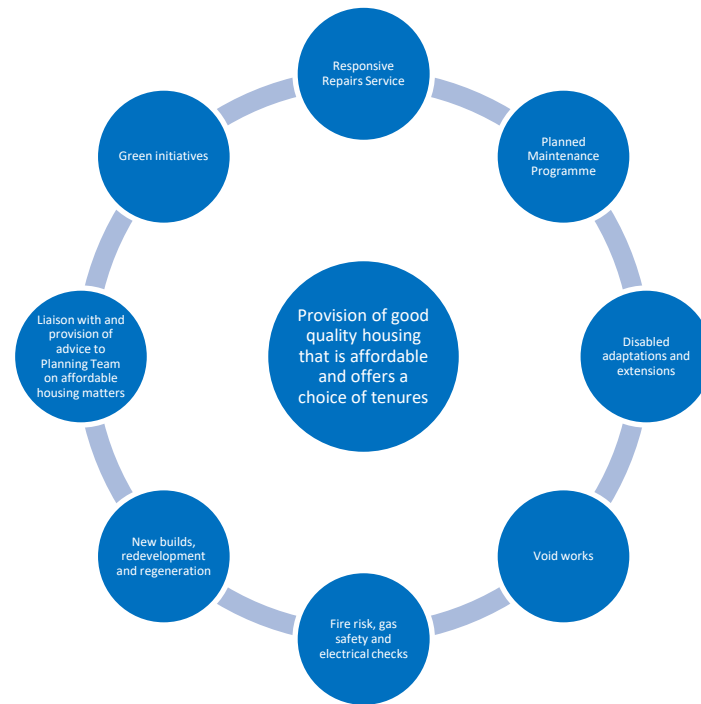 Responsive
Repairs Service
Planned
Maintenance
Programme
Disabled
adaptations and
extensions
Void works
Fire risk, gas
safety and
electrical checks
New builds,
redevelopment
and regeneration
Liaison with and
provision of
advice to
Planning Team
on affordable
housing matters
Green initiatives
Provision of good
quality housing
that is affordable
and offers a
choice of tenures